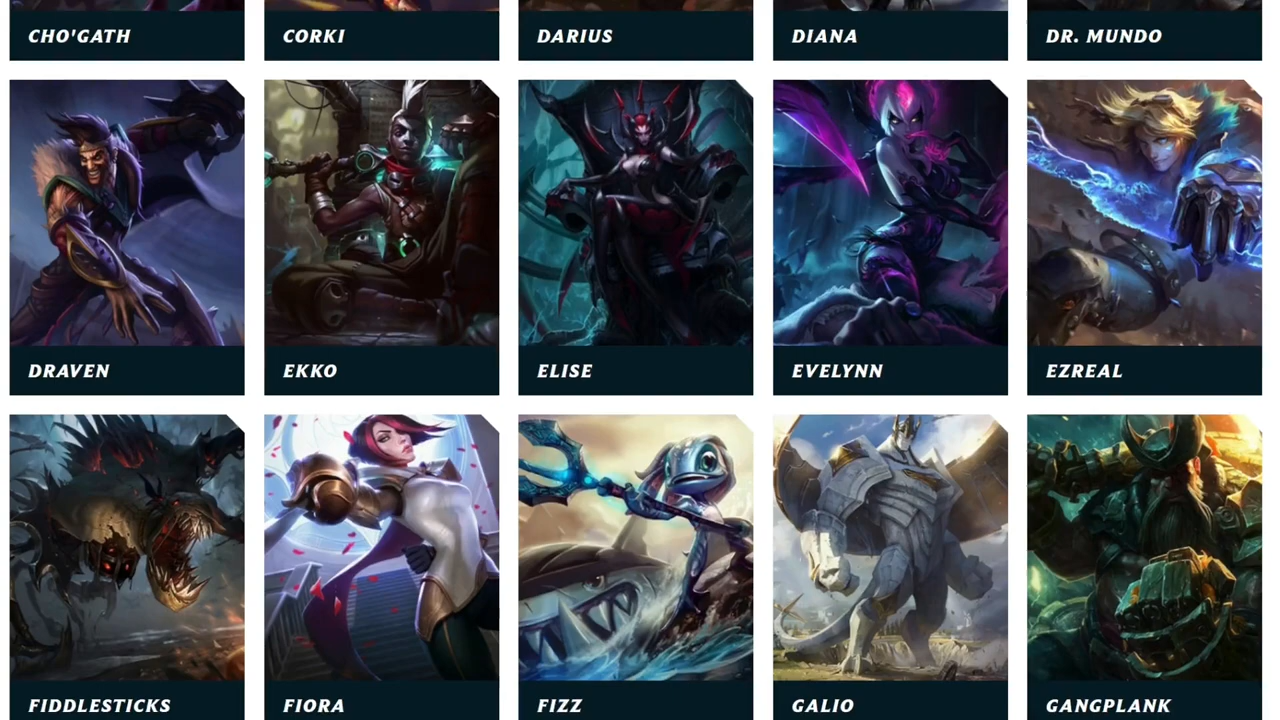 CHO'GATH
CORKI
DARIUS
DIANA
DR. MUNDO
DRAVEN
EKKO
ELISE
EVELYNN
EZREAL
FIDDLESTICKS
FIORA
FIZZ
GALIO
GANGPLANK